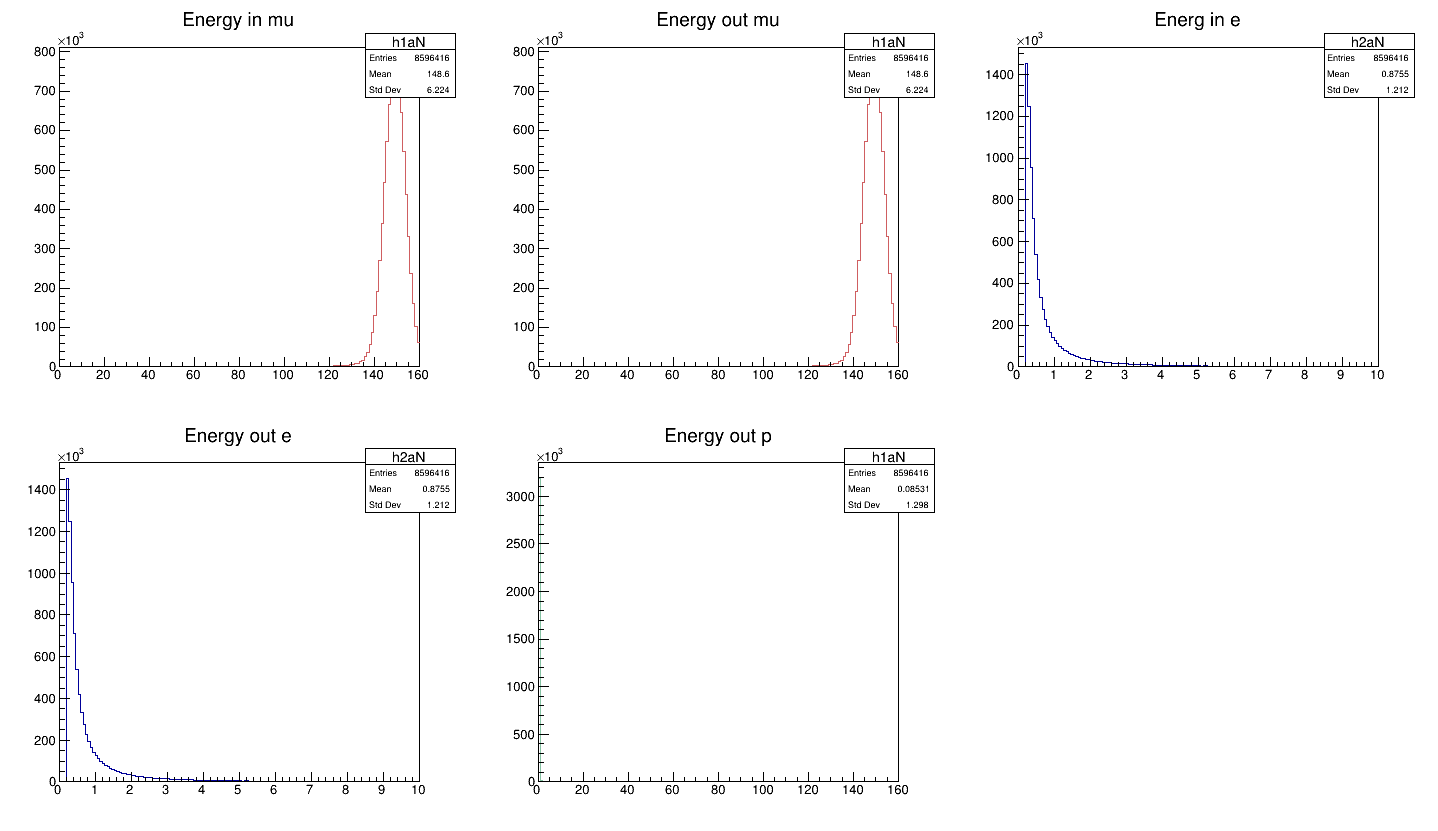 Energy in mu
×10³
h1aN
Entries 8596416
Mean 148.6
Std Dev 6.224
800
700
600
500
400
300
200
100
0
0 20 40 60 80 100 120 140 160
Energy out mu
×10³
h1aN
Entries 8596416
Mean 148.6
Std Dev 6.224
800
700
600
500
400
300
200
100
0
0 20 40 60 80 100 120 140 160
Energ in e
×10³
h2aN
Entries 8596416
Mean 0.8755
Std Dev 1.212
1400
1200
1000
800
600
400
200
0
0 1 2 3 4 5 6 7 8 9 10
Energy out e
×10³
h2aN
Entries 8596416
Mean 0.8755
Std Dev 1.212
1400
1200
1000
800
600
400
200
0
0 1 2 3 4 5 6 7 8 9 10
Energy out p
×10³
h1aN
Entries 8596416
Mean 0.08531
Std Dev 1.298
3000
2500
2000
1500
1000
500
0
0 20 40 60 80 100 120 140 160